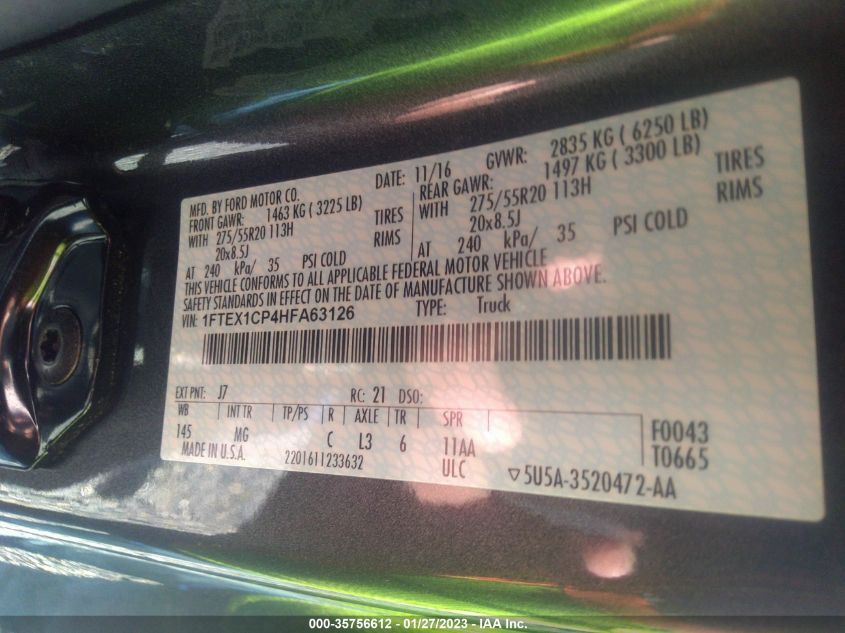 MFD. BY FORD MOTOR CO.
DATE: 11/16
GVWR: 2835 KG ( 6250 LB)
FRONT GAWR: 1463 KG ( 3225 LB)
REAR GAWR: 1497 KG ( 3300 LB)
WITH 275/55R20 113H TIRES
WITH 275/55R20 113H TIRES
20x8.5J RIMS
20x8.5J RIMS
AT 240 kPa/ 35 PSI COLD
AT 240 kPa/ 35 PSI COLD
THIS VEHICLE CONFORMS TO ALL APPLICABLE FEDERAL MOTOR VEHICLE
SAFETY STANDARDS IN EFFECT ON THE DATE OF MANUFACTURE SHOWN ABOVE.
VIN: 1FTEX1CP4HFA63126
TYPE: Truck
EXT PNT: J7 RC: 21 DSO:
WB INT TR TP/PS R AXLE TR SPR
145 MG C L3 6 11AA
F0043
MADE IN U.S.A. 2201611233632 ULC
T0665
▽5U5A-3520472-AA
000-35756612 - 01/27/2023 - IAA Inc.